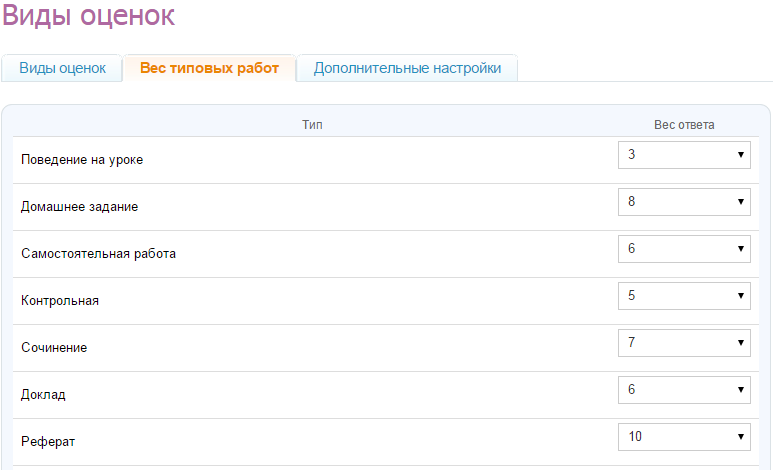 Виды оценок
Виды оценок Вес типовых работ Дополнительные настройки
Тип Вес ответа
Поведение на уроке 3
Домашнее задание 8
Самостоятельная работа 6
Контрольная 5
Сочинение 7
Доклад 6
Реферат 10